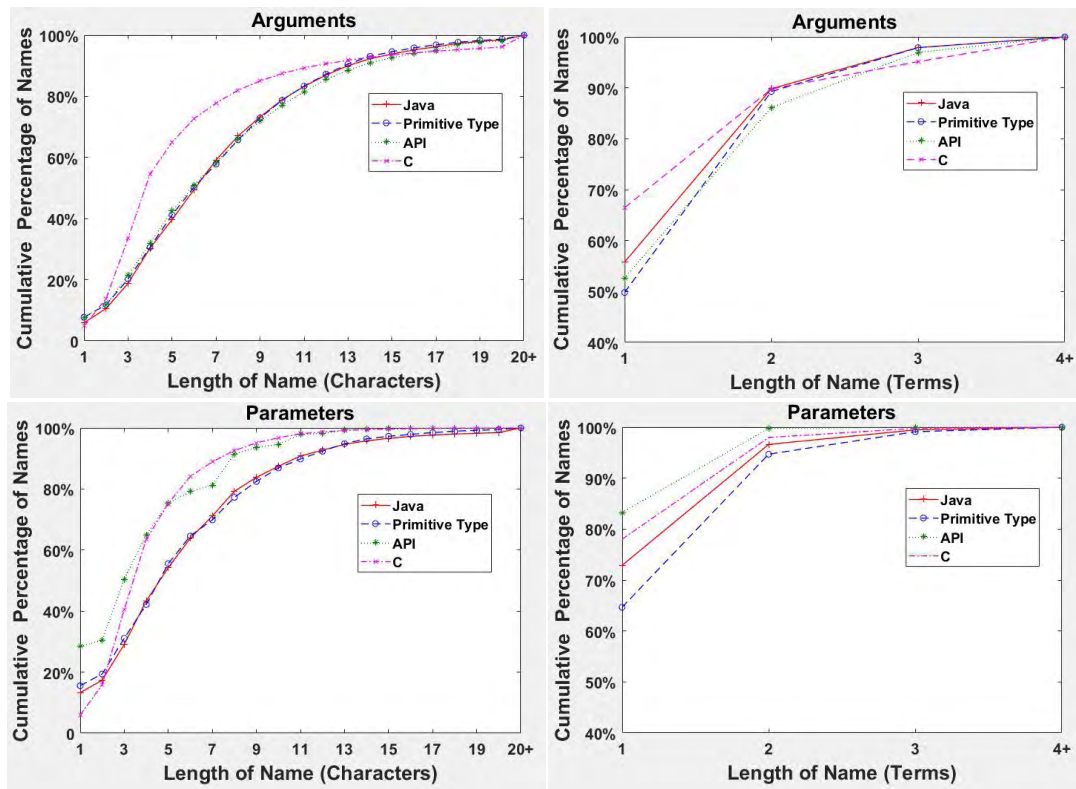 Arguments
Cumulative Percentage of Names
100%
80%
60%
40%
20%
0
1 3 5 7 9 11 13 15 17 19 20+
Length of Name (Characters)
Java
Primitive Type
API
C
Arguments
Cumulative Percentage of Names
100%
90%
80%
70%
60%
50%
40%
1 2 3 4+
Length of Name (Terms)
Java
Primitive Type
API
C
Parameters
Cumulative Percentage of Names
100%
80%
60%
40%
20%
0
1 3 5 7 9 11 13 15 17 19 20+
Length of Name (Characters)
Java
Primitive Type
API
C
Parameters
Cumulative Percentage of Names
100%
90%
80%
70%
60%
50%
40%
1 2 3 4+
Length of Name (Terms)
Java
Primitive Type
API
C